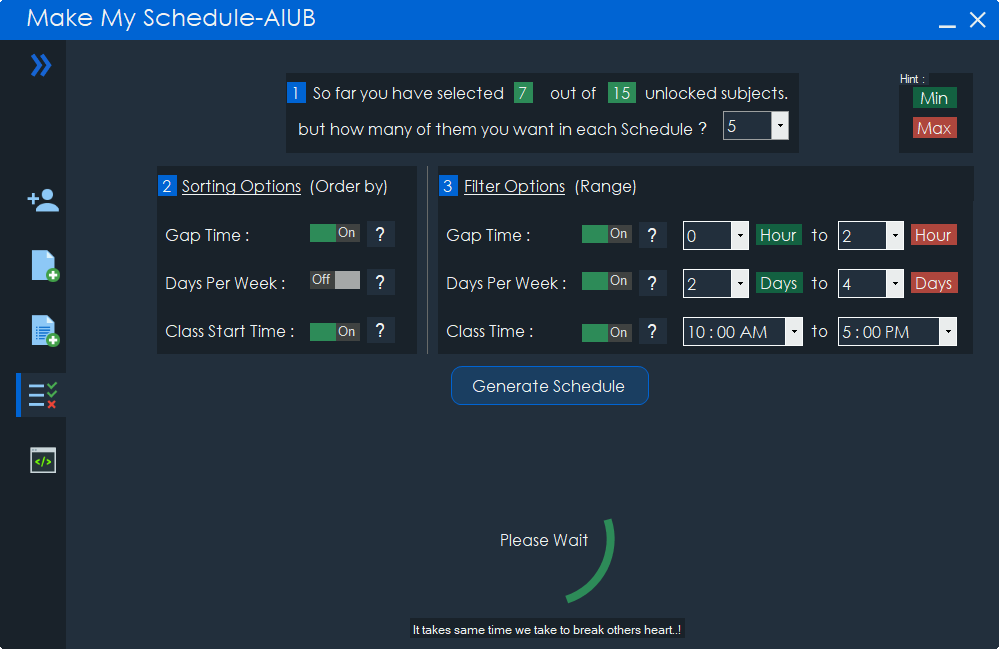 Make My Schedule-AIUB
1 So far you have selected 7 out of 15 unlocked subjects.
but how many of them you want in each Schedule ? 5
Hint :
Min
Max
2 Sorting Options (Order by)
Gap Time : On ?
Days Per Week : Off ?
Class Start Time : On ?
3 Filter Options (Range)
Gap Time : On ? 0 Hour to 2 Hour
Days Per Week : On ? 2 Days to 4 Days
Class Time : On ? 10 : 00 AM to 5 : 00 PM
Generate Schedule
Please Wait
It takes same time we take to break others heart..!